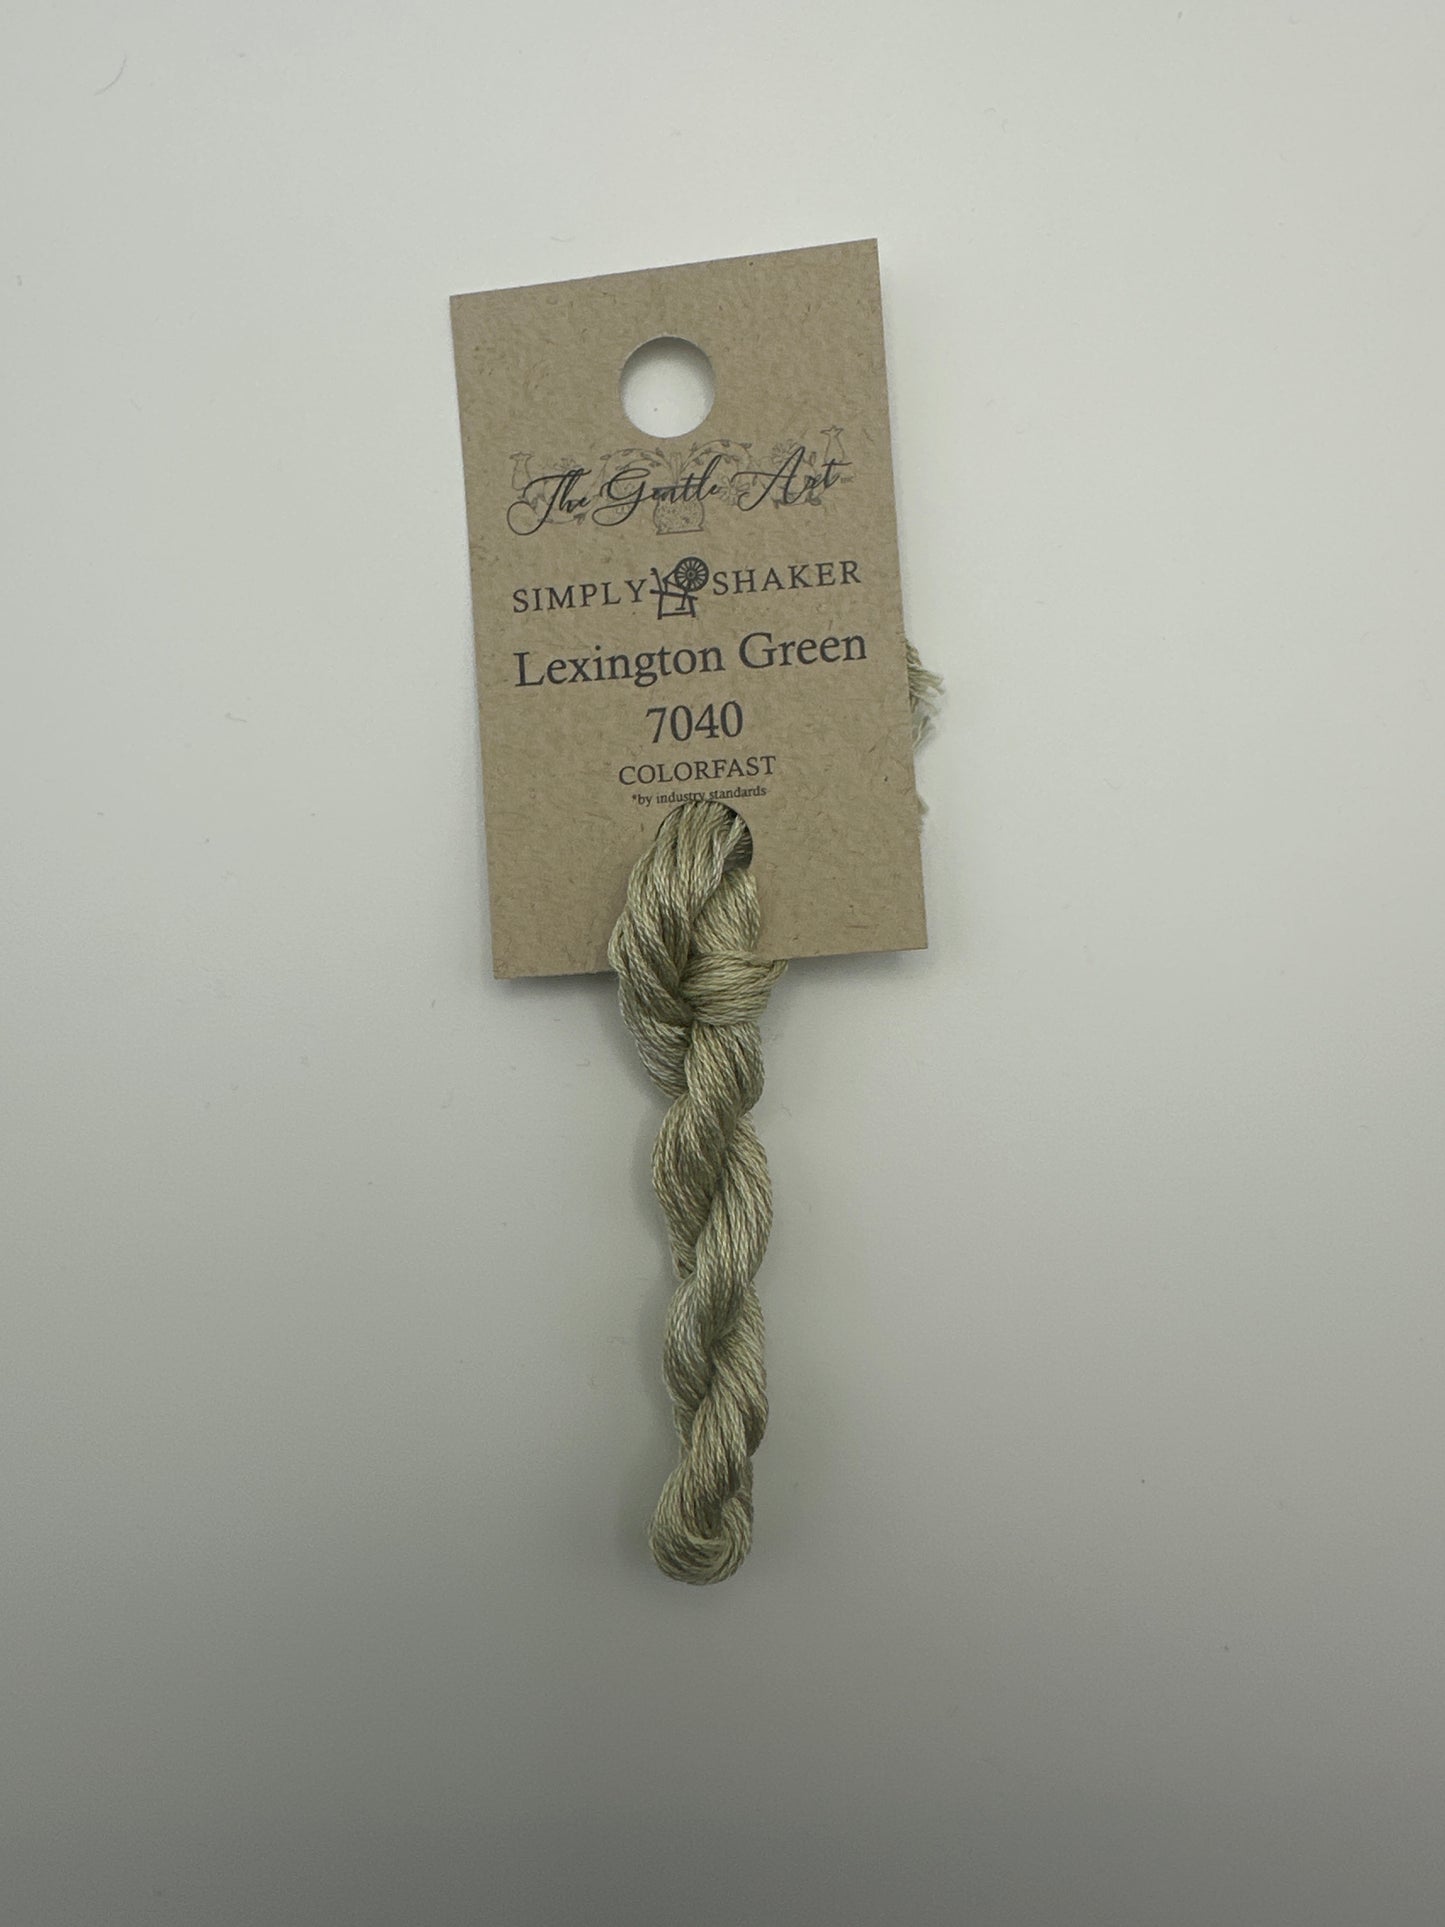 The Gentle Art
SIMPLY SHAKER
Lexington Green
7040
COLORFAST
*by industry standards